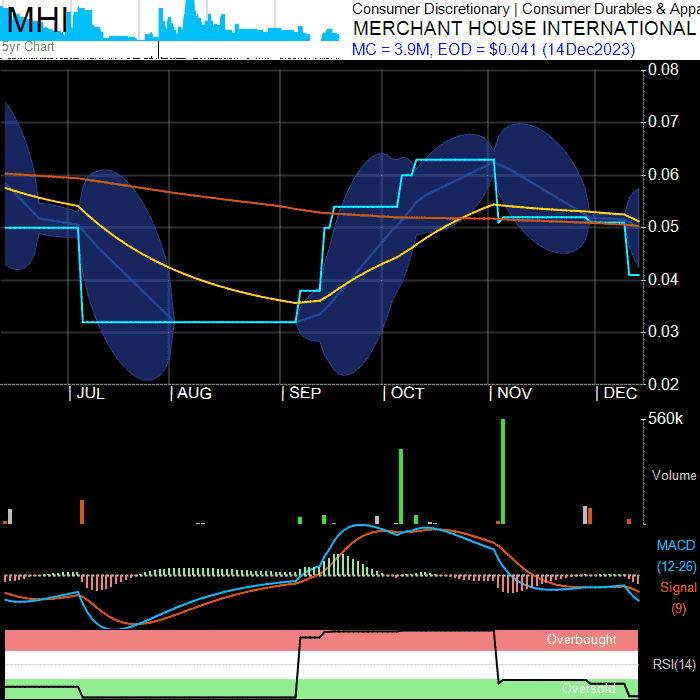 MHI
5yr Chart
Consumer Discretionary | Consumer Durables & Appa
MERCHANT HOUSE INTERNATIONAL
MC = 3.9M, EOD = $0.041 (14Dec2023)
0.08
0.07
0.06
0.05
0.04
0.03
0.02
JUL
AUG
SEP
OCT
NOV
DEC
560k
Volume
MACD
(12-26)
Signal
(9)
Overbought
RSI(14)
Oversold